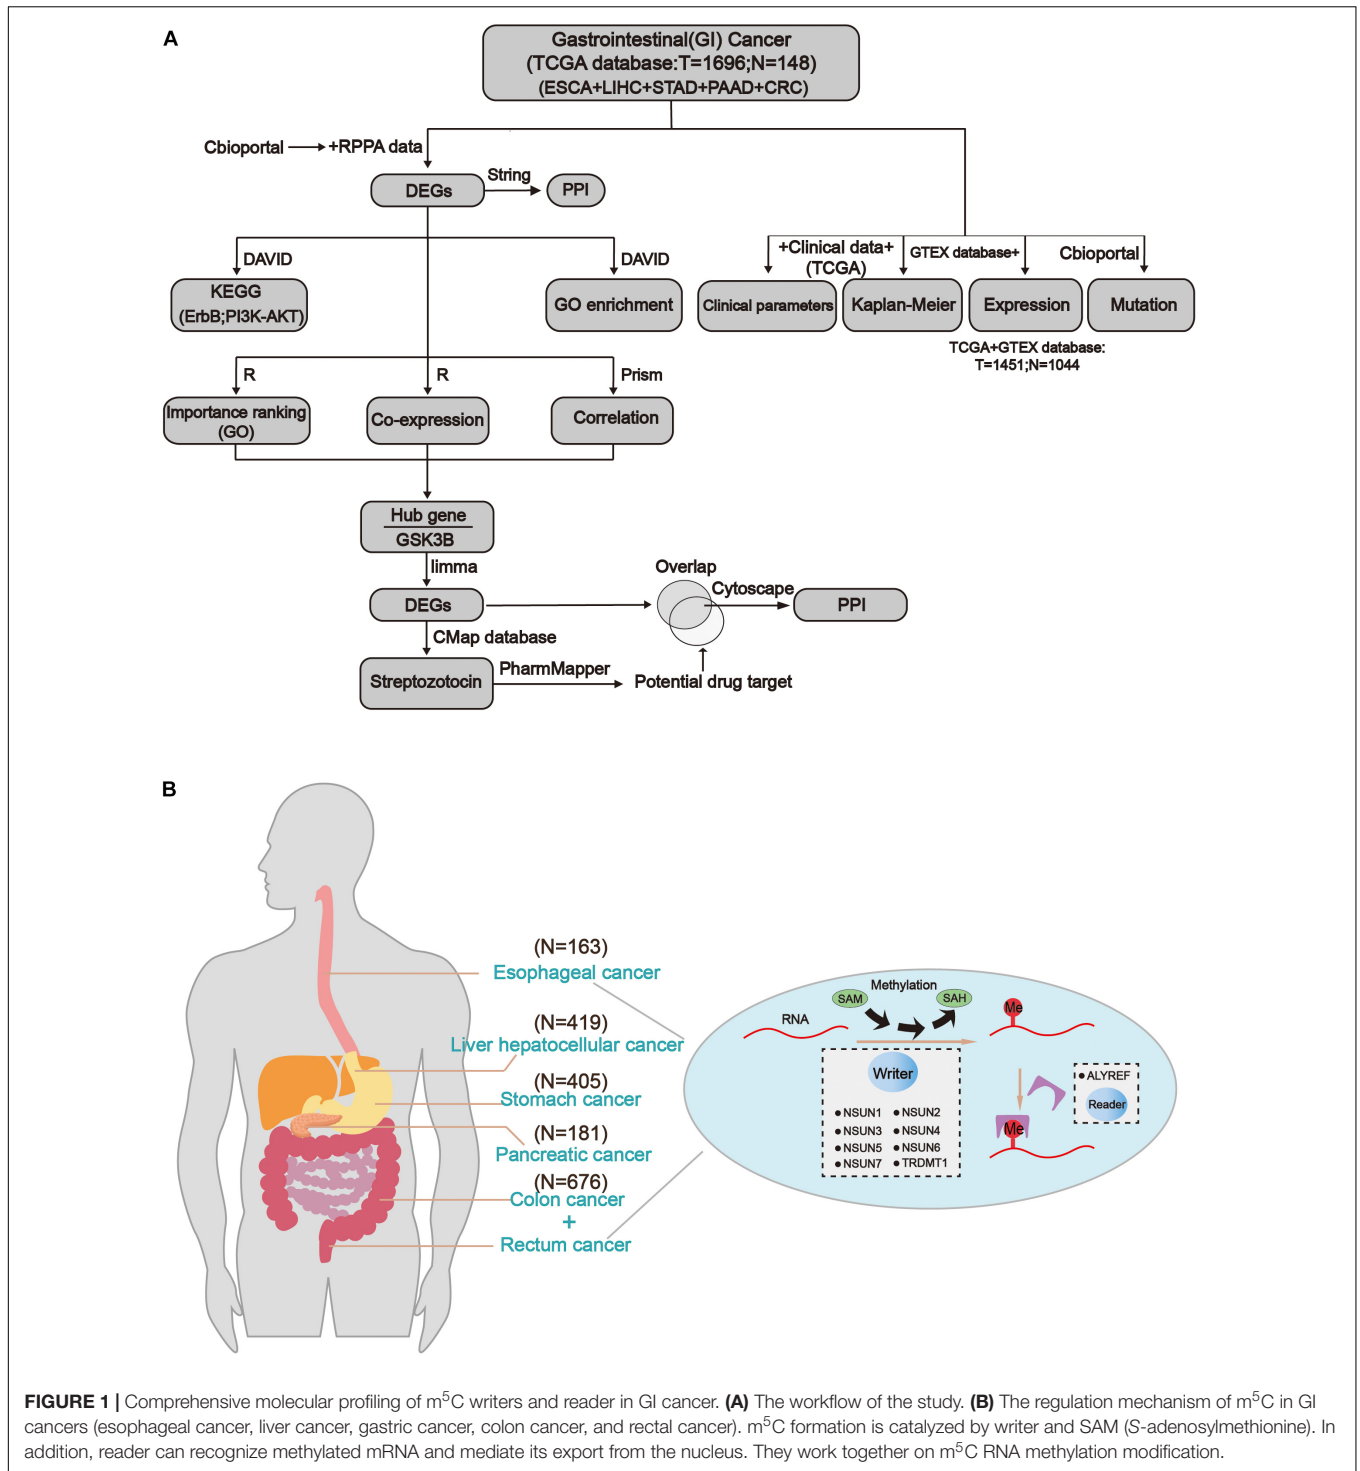 A
Gastrointestinal(GI) Cancer
(TCGA database:T=1696;N=148)
(ESCA+LIHC+STAD+PAAD+CRC)
Cbioportal
+RPPA data
DEGs
String
PPI
DAVID
DAVID
KEGG
(ErbB;PI3K-AKT)
GO enrichment
+Clinical data+
(TCGA)
GTEX database+
Cbioportal
Clinical parameters
Kaplan-Meier
Expression
Mutation
TCGA+GTEX database:
T=1451;N=1044
R
R
Prism
Importance ranking
(GO)
Co-expression
Correlation
Hub gene
GSK3B
limma
DEGs
Overlap
Cytoscape
PPI
CMap database
Streptozotocin
PharmMapper
Potential drug target
B
(N=163)
Esophageal cancer
(N=419)
Liver hepatocellular cancer
(N=405)
Stomach cancer
(N=181)
Pancreatic cancer
(N=676)
Colon cancer
+
Rectum cancer
Methylation
SAM
SAH
RNA
Me
Writer
● NSUN1 ● NSUN2
● NSUN3 ● NSUN4
● NSUN5 ● NSUN6
● NSUN7 ● TRDMT1
● ALYREF
Reader
Me
FIGURE 1 | Comprehensive molecular profiling of m⁵C writers and reader in GI cancer. (A) The workflow of the study. (B) The regulation mechanism of m⁵C in GI
cancers (esophageal cancer, liver cancer, gastric cancer, colon cancer, and rectal cancer). m⁵C formation is catalyzed by writer and SAM (S-adenosylmethionine). In
addition, reader can recognize methylated mRNA and mediate its export from the nucleus. They work together on m⁵C RNA methylation modification.